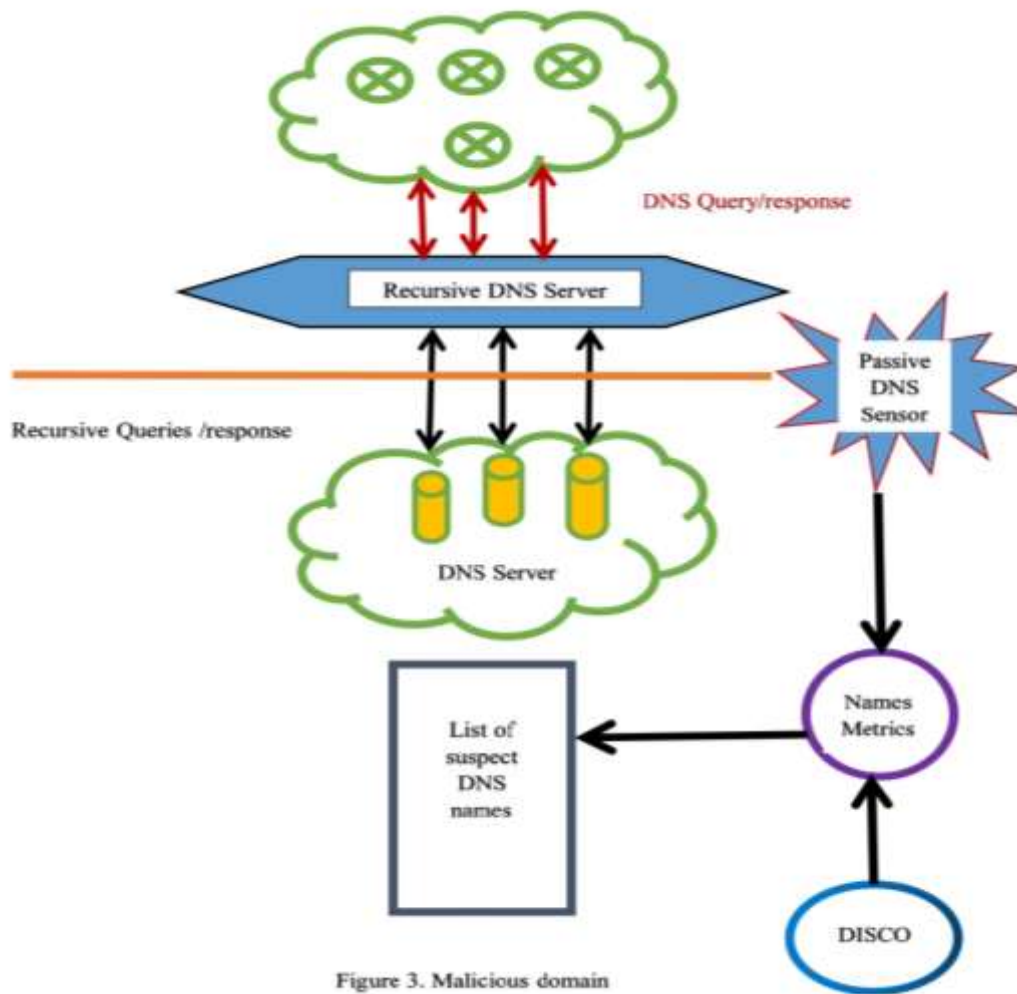 DNS Query/response
Recursive DNS Server
Passive
DNS
Sensor
Recursive Queries /response
DNS Server
Names
Metrics
List of
suspect
DNS
names
DISCO
Figure 3. Malicious domain